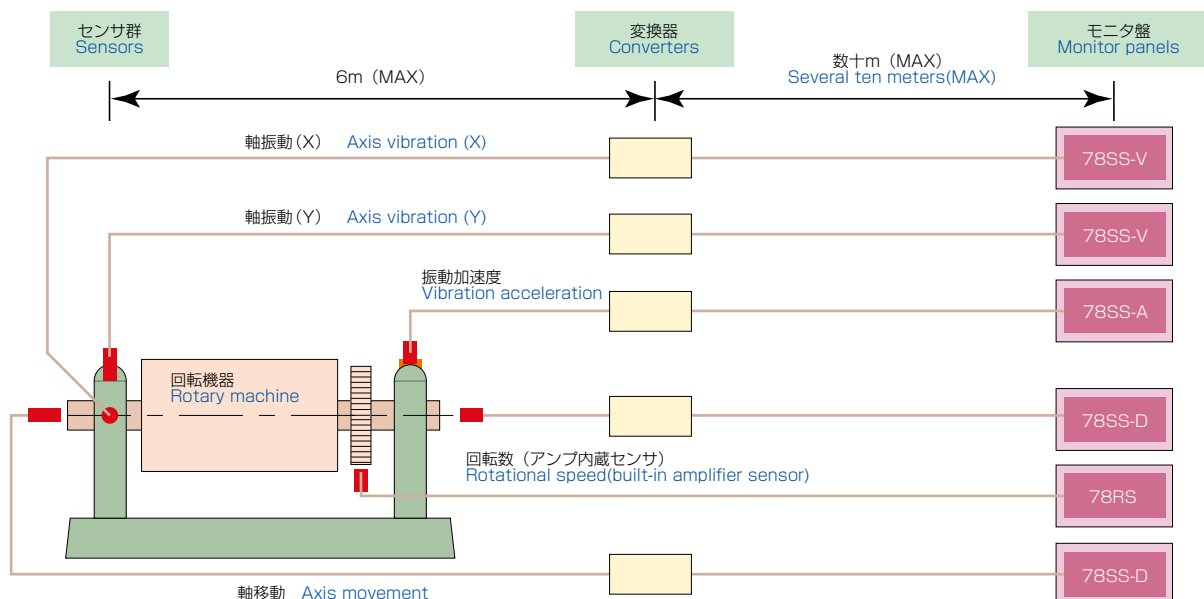 センサ群
Sensors
変換器
Converters
モニタ盤
Monitor panels
6m（MAX）
数十m（MAX）
Several ten meters(MAX)
軸振動（X） Axis vibration (X)
78SS-V
軸振動（Y） Axis vibration (Y)
78SS-V
振動加速度
Vibration acceleration
78SS-A
回転機器
Rotary machine
78SS-D
回転数（アンプ内蔵センサ）
Rotational speed(built-in amplifier sensor)
78RS
78SS-D
軸移動 Axis movement